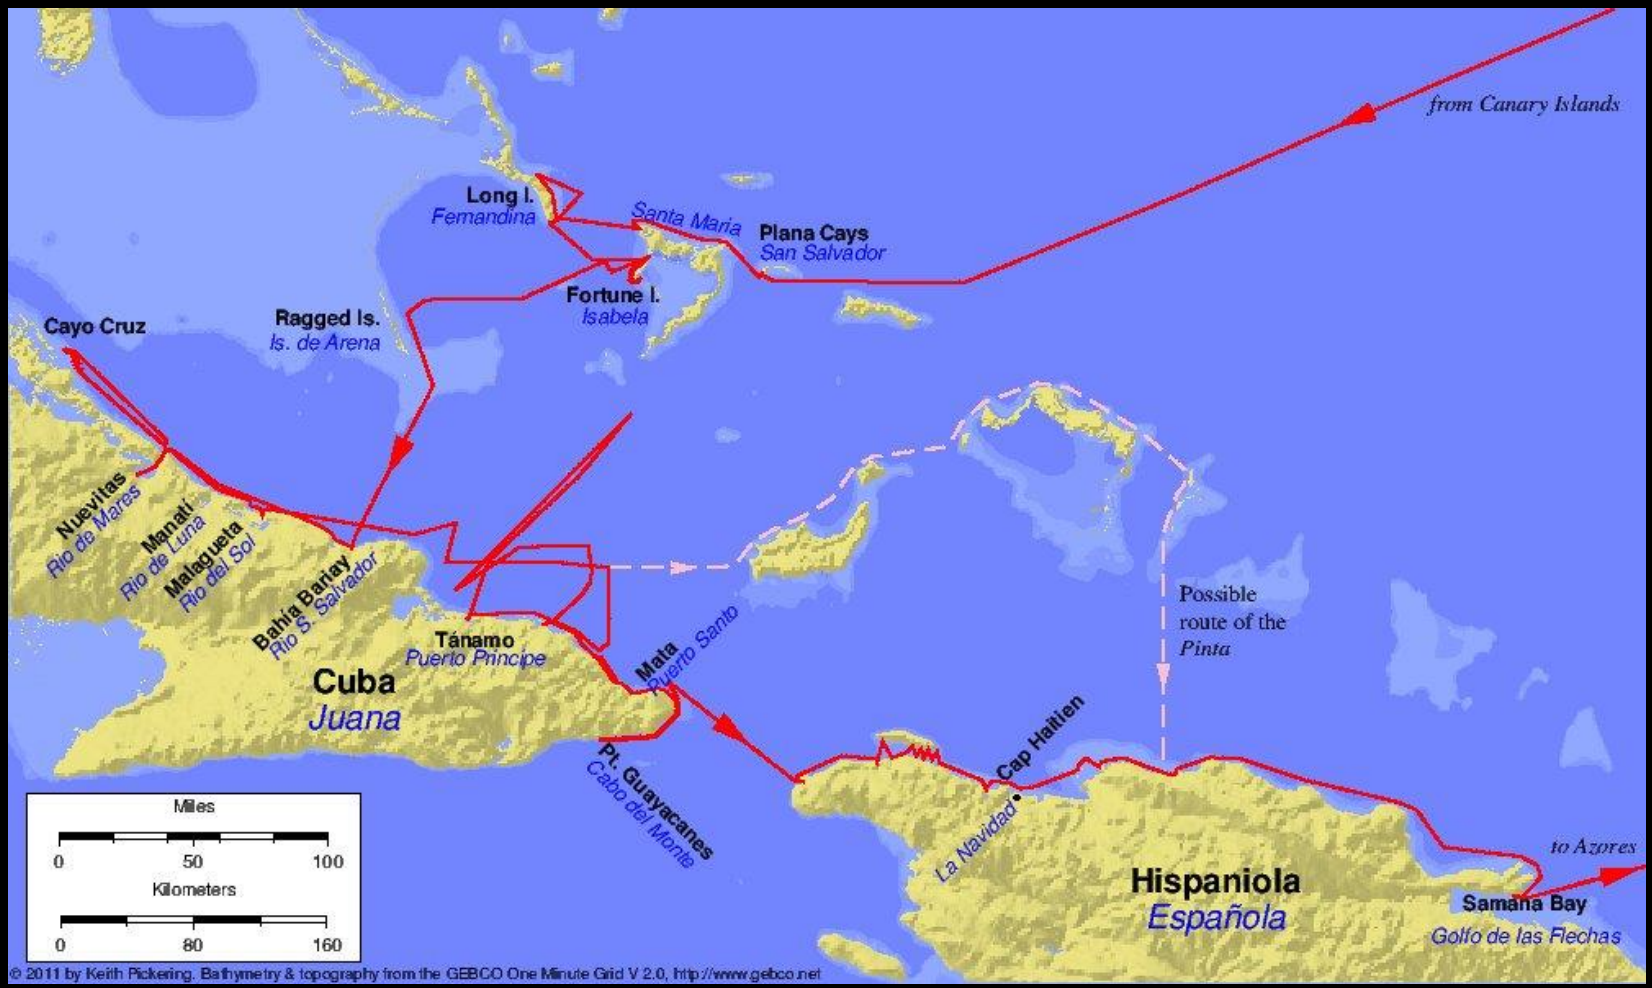 from Canary Islands
Long I.
Fernandina
Santa Maria
Plana Cays
San Salvador
Fortune I.
Isabela
Ragged Is.
Is. de Arena
Cayo Cruz
Nuevitas
Rio de Mares
Manatí
Rio de Luna
Malagueta
Rio del Sol
Bahía Bariay
Rio S. Salvador
Tánamo
Puerto Principe
Mata
Puerto Santo
Cuba
Juana
Possible
route of the
Pinta
Pt. Guayacanes
Cabo del Monte
Cap Haitien
La Navidad
Hispaniola
Española
to Azores
Samana Bay
Golfo de las Flechas
Miles
0 50 100
Kilometers
0 80 160
© 2011 by Keith Pickering. Bathymetry & topography from the GEBCO One Minute Grid V 2.0, http://www.gebco.net